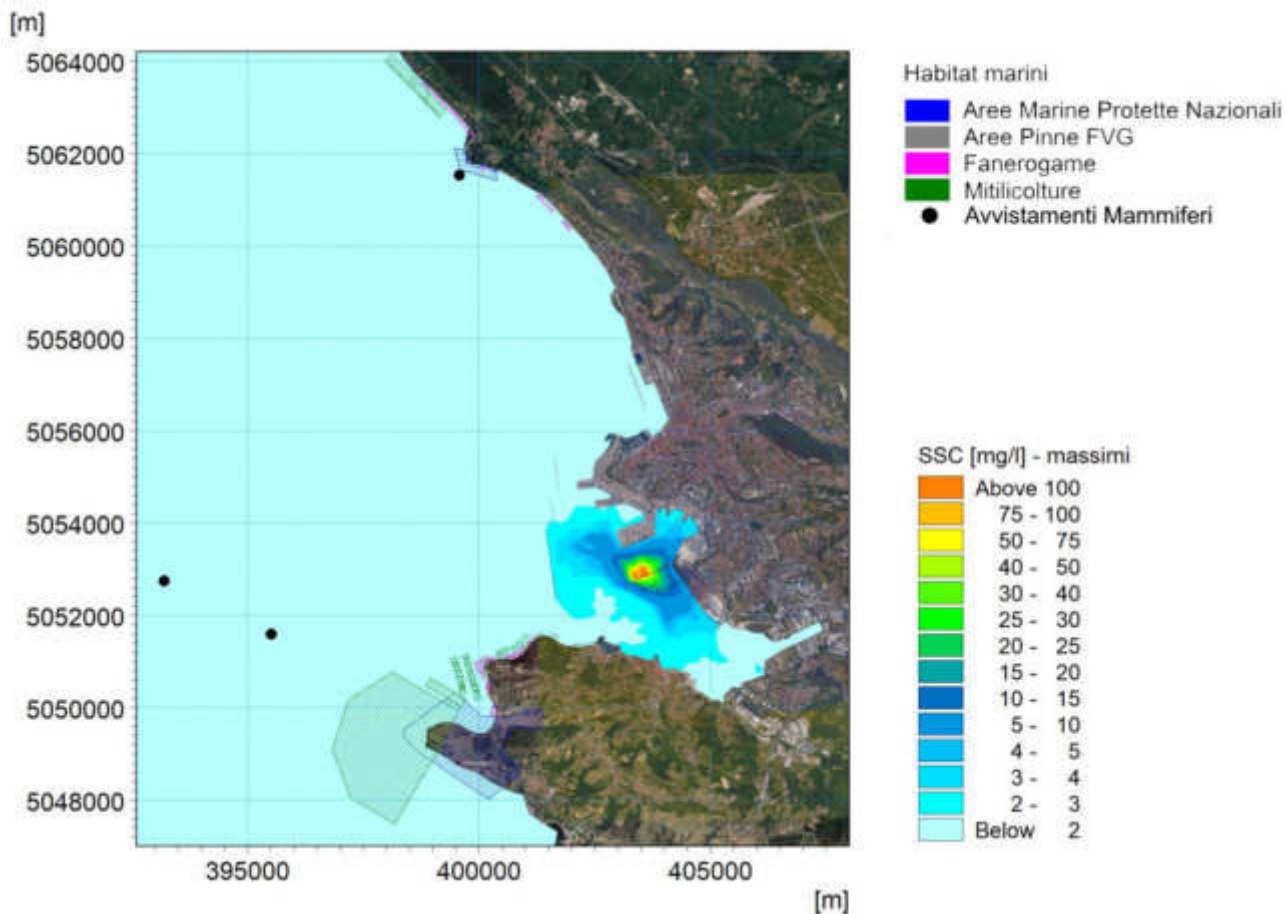 [m]
5064000
5062000
5060000
5058000
5056000
5054000
5052000
5050000
5048000
395000
400000
405000
[m]
Habitat marini
Aree Marine Protette Nazionali
Aree Pinne FVG
Fanerogame
Mitilicolture
Avvistamenti Mammiferi
SSC [mg/l] - massimi
Above 100
75 - 100
50 - 75
40 - 50
30 - 40
25 - 30
20 - 25
15 - 20
10 - 15
5 - 10
4 - 5
3 - 4
2 - 3
Below 2